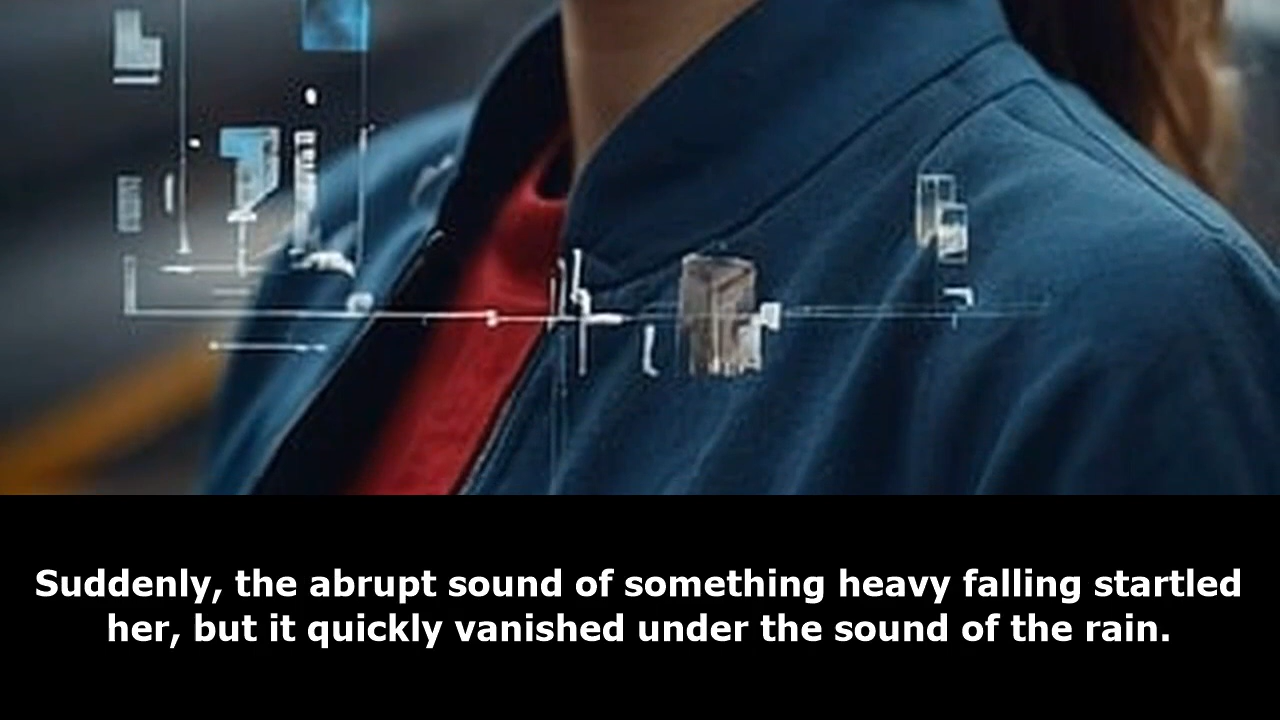 Suddenly, the abrupt sound of something heavy falling startled
her, but it quickly vanished under the sound of the rain.